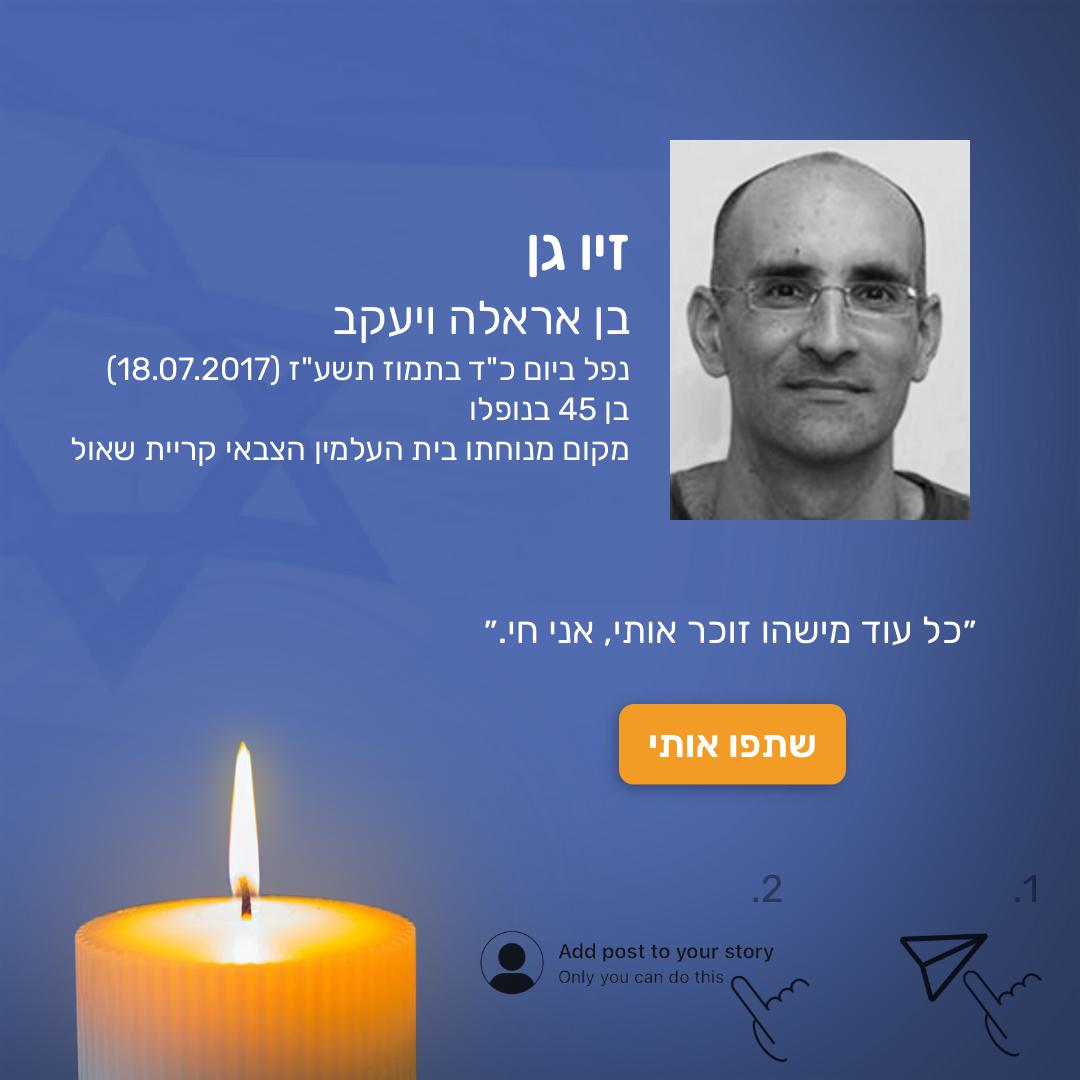 זיו גן
בן אראלה ויעקב
נפל ביום כ"ד בתמוז תשע"ז (18.07.2017)
בן 45 בנופלו
מקום מנוחתו בית העלמין הצבאי קריית שאול
"כל עוד מישהו זוכר אותי, אני חי."
שתפו אותי
.1
.2
Add post to your story
Only you can do this